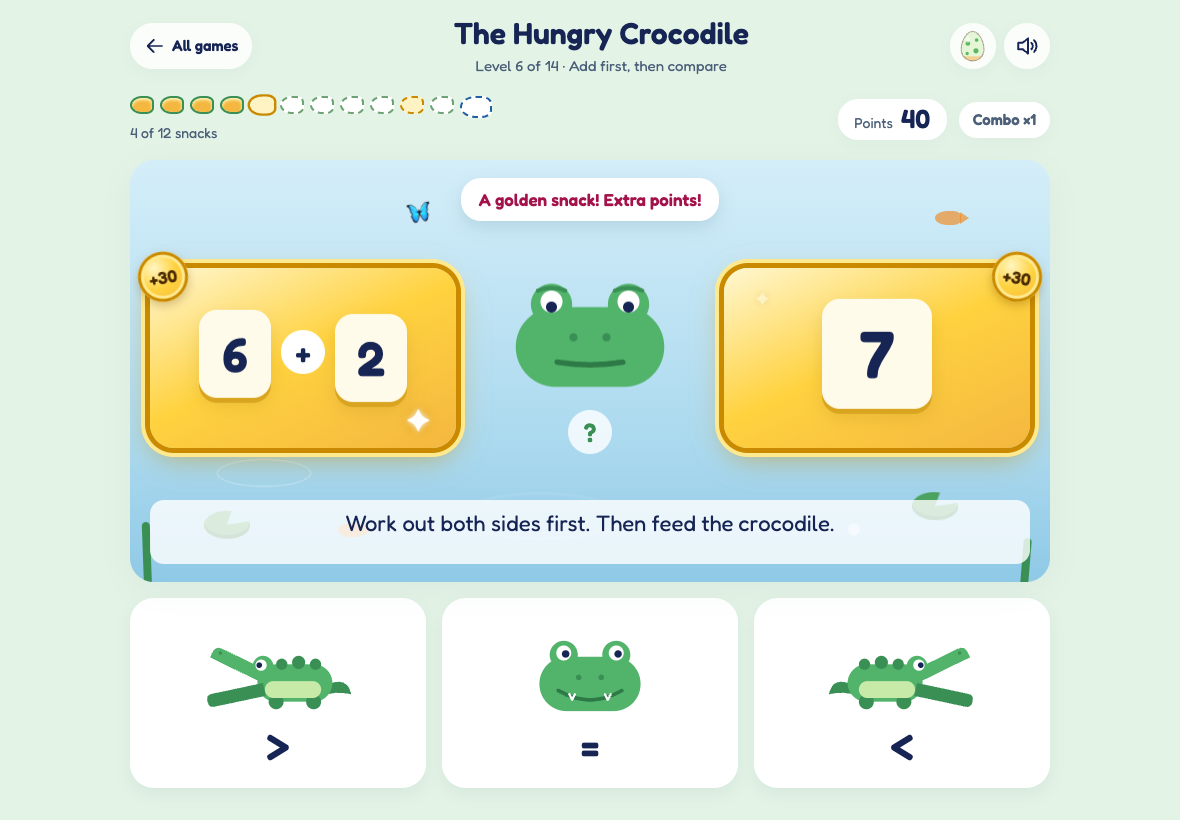 All games
The Hungry Crocodile
Level 6 of 14 · Add first, then compare
4 of 12 snacks
Points 40
Combo x1
A golden snack! Extra points!
+30
+30
6 + 2
7
?
Work out both sides first. Then feed the crocodile.
>
=
<